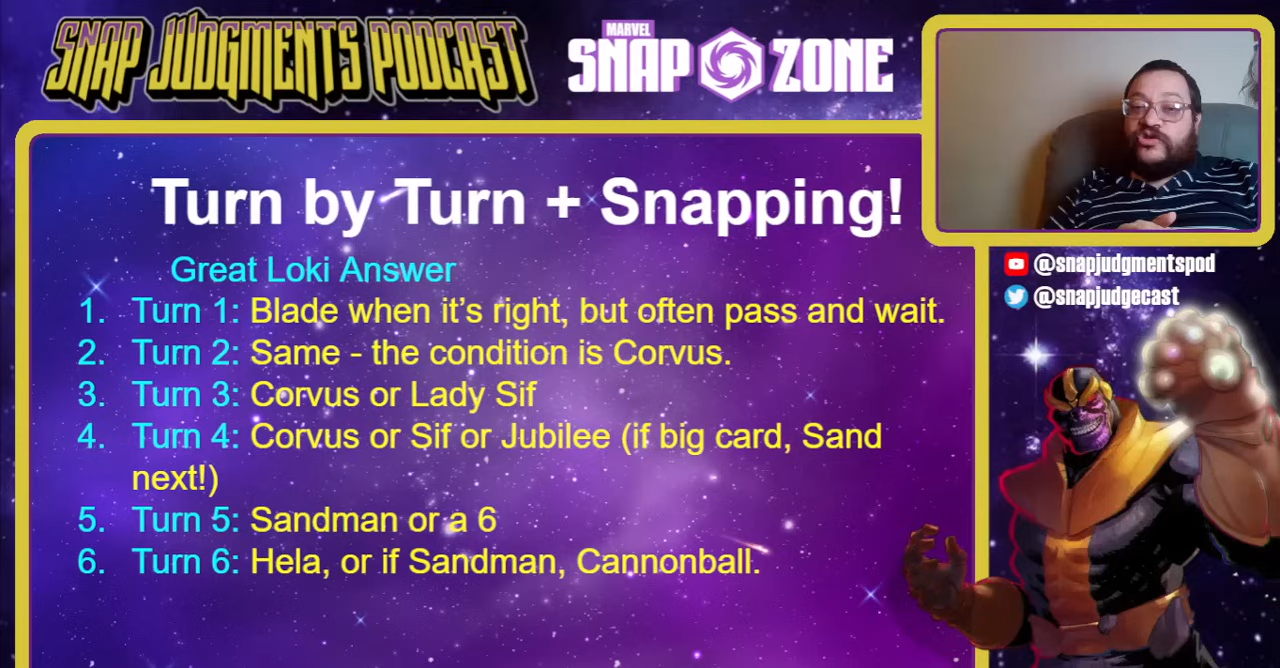 SNAP JUDGMENTS PODCAST
MARVEL
SNAP ZONE
Turn by Turn + Snapping!
Great Loki Answer
1. Turn 1: Blade when it’s right, but often pass and wait.
2. Turn 2: Same - the condition is Corvus.
3. Turn 3: Corvus or Lady Sif
4. Turn 4: Corvus or Sif or Jubilee (if big card, Sand
next!)
5. Turn 5: Sandman or a 6
6. Turn 6: Hela, or if Sandman, Cannonball.
@snapjudgmentspod
@snapjudgecast